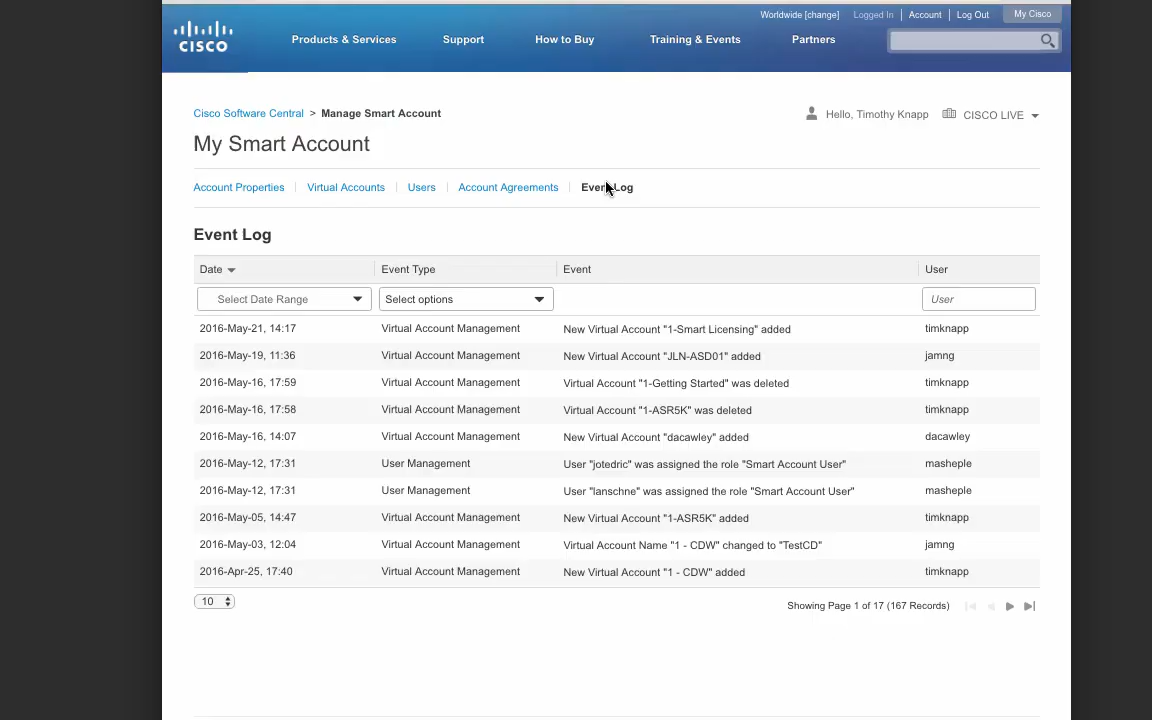 Worldwide [change] Logged In Account Log Out My Cisco
CISCO
Products & Services Support How to Buy Training & Events Partners
Cisco Software Central > Manage Smart Account
Hello, Timothy Knapp CISCO LIVE
My Smart Account
Account Properties Virtual Accounts Users Account Agreements Event Log
Event Log
Date Event Type Event User
Select Date Range Select options User
2016-May-21, 14:17 Virtual Account Management New Virtual Account "1-Smart Licensing" added timknapp
2016-May-19, 11:36 Virtual Account Management New Virtual Account "JLN-ASD01" added jamng
2016-May-16, 17:59 Virtual Account Management Virtual Account "1-Getting Started" was deleted timknapp
2016-May-16, 17:58 Virtual Account Management Virtual Account "1-ASR5K" was deleted timknapp
2016-May-16, 14:07 Virtual Account Management New Virtual Account "dacawley" added dacawley
2016-May-12, 17:31 User Management User "jotedric" was assigned the role "Smart Account User" masheple
2016-May-12, 17:31 User Management User "lanschne" was assigned the role "Smart Account User" masheple
2016-May-05, 14:47 Virtual Account Management New Virtual Account "1-ASR5K" added timknapp
2016-May-03, 12:04 Virtual Account Management Virtual Account Name "1 - CDW" changed to "TestCD" jamng
2016-Apr-25, 17:40 Virtual Account Management New Virtual Account "1 - CDW" added timknapp
10
Showing Page 1 of 17 (167 Records)